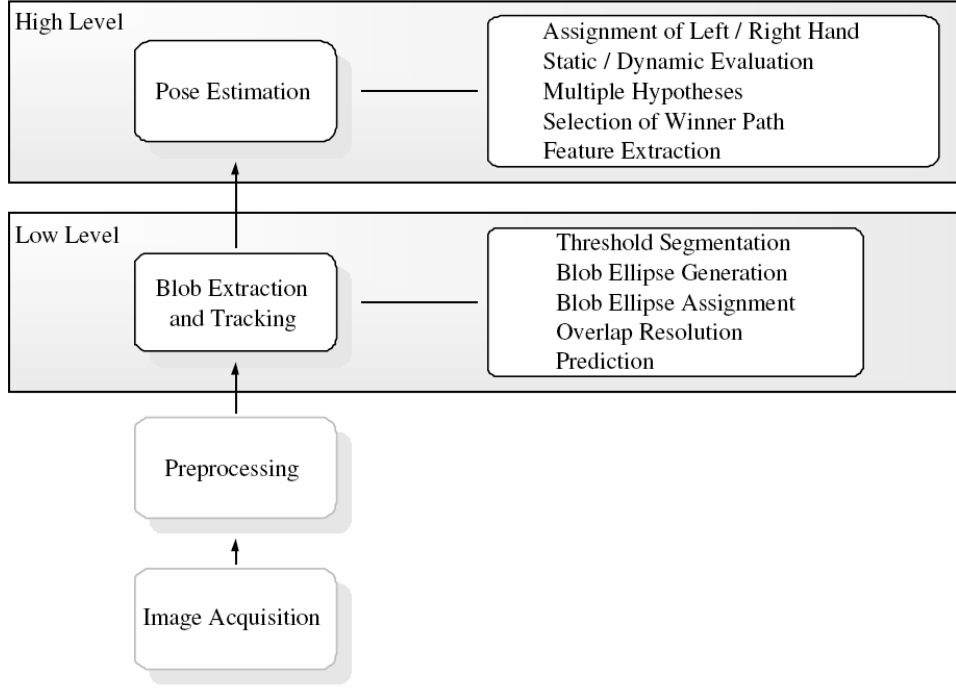 High Level
Pose Estimation
Assignment of Left / Right Hand
Static / Dynamic Evaluation
Multiple Hypotheses
Selection of Winner Path
Feature Extraction
Low Level
Blob Extraction
and Tracking
Threshold Segmentation
Blob Ellipse Generation
Blob Ellipse Assignment
Overlap Resolution
Prediction
Preprocessing
Image Acquisition